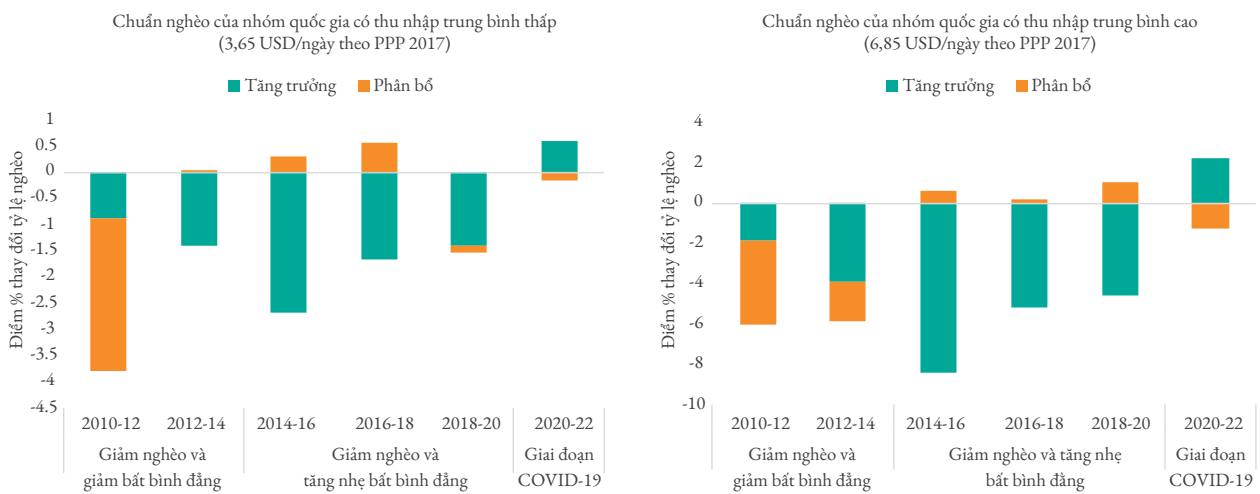 Chuẩn nghèo của nhóm quốc gia có thu nhập trung bình thấp
(3,65 USD/ngày theo PPP 2017)
Tăng trưởng Phân bổ
Điểm % thay đổi tỷ lệ nghèo
1
0.5
0
-0.5
-1
-1.5
-2
-2.5
-3
-3.5
-4
-4.5
2010-12 2012-14 2014-16 2016-18 2018-20 2020-22
Giảm nghèo và
giảm bất bình đẳng
Giảm nghèo và
tăng nhẹ bất bình đẳng
Giai đoạn
COVID-19
Chuẩn nghèo của nhóm quốc gia có thu nhập trung bình cao
(6,85 USD/ngày theo PPP 2017)
Tăng trưởng Phân bổ
Điểm % thay đổi tỷ lệ nghèo
4
2
0
-2
-4
-6
-8
-10
2010-12 2012-14 2014-16 2016-18 2018-20 2020-22
Giảm nghèo và
giảm bất bình đẳng
Giảm nghèo và tăng nhẹ
bất bình đẳng
Giai đoạn
COVID-19